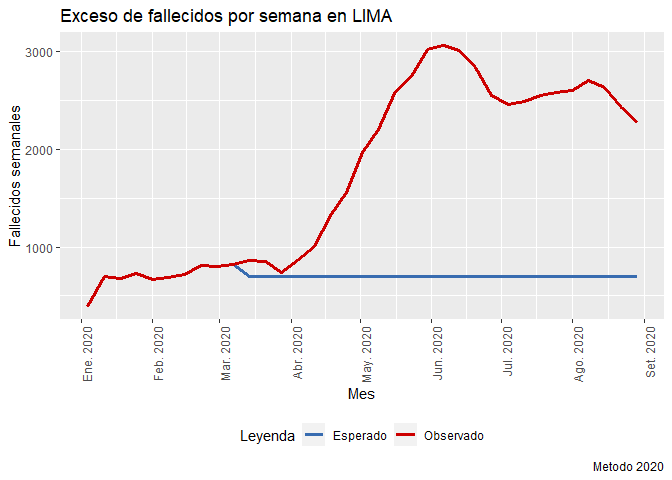 Exceso de fallecidos por semana en LIMA
Fallecidos semanales
3000
2000
1000
Ene. 2020
Feb. 2020
Mar. 2020
Abr. 2020
May. 2020
Jun. 2020
Jul. 2020
Ago. 2020
Set. 2020
Mes
Leyenda Esperado Observado
Metodo 2020